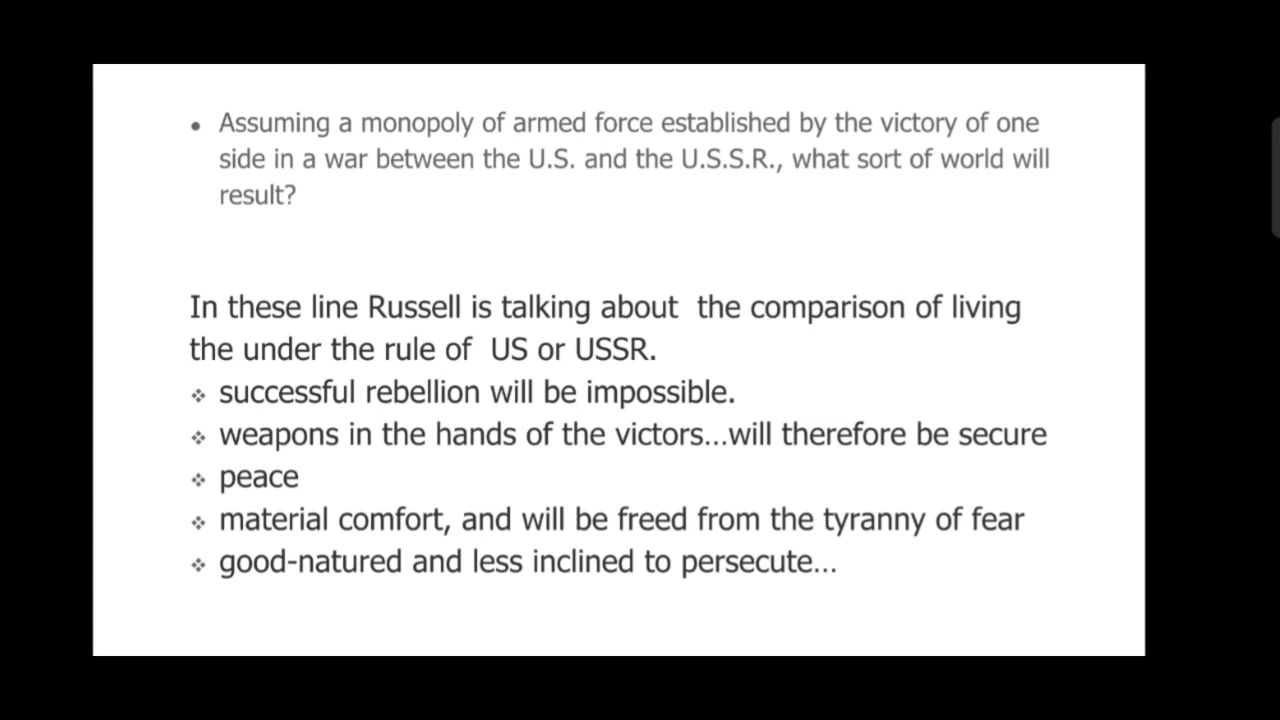 • Assuming a monopoly of armed force established by the victory of one
side in a war between the U.S. and the U.S.S.R., what sort of world will
result?
In these line Russell is talking about the comparison of living
the under the rule of US or USSR.
❖ successful rebellion will be impossible.
❖ weapons in the hands of the victors…will therefore be secure
❖ peace
❖ material comfort, and will be freed from the tyranny of fear
❖ good-natured and less inclined to persecute…